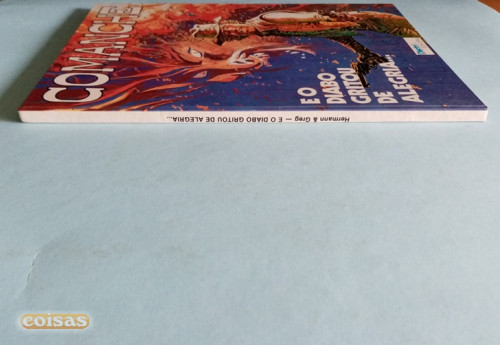 COMANCHE
E O
DIABO
GRITOU
DE
ALEGRIA...
Hermann & Greg — E O DIABO GRITOU DE ALEGRIA...
coisas